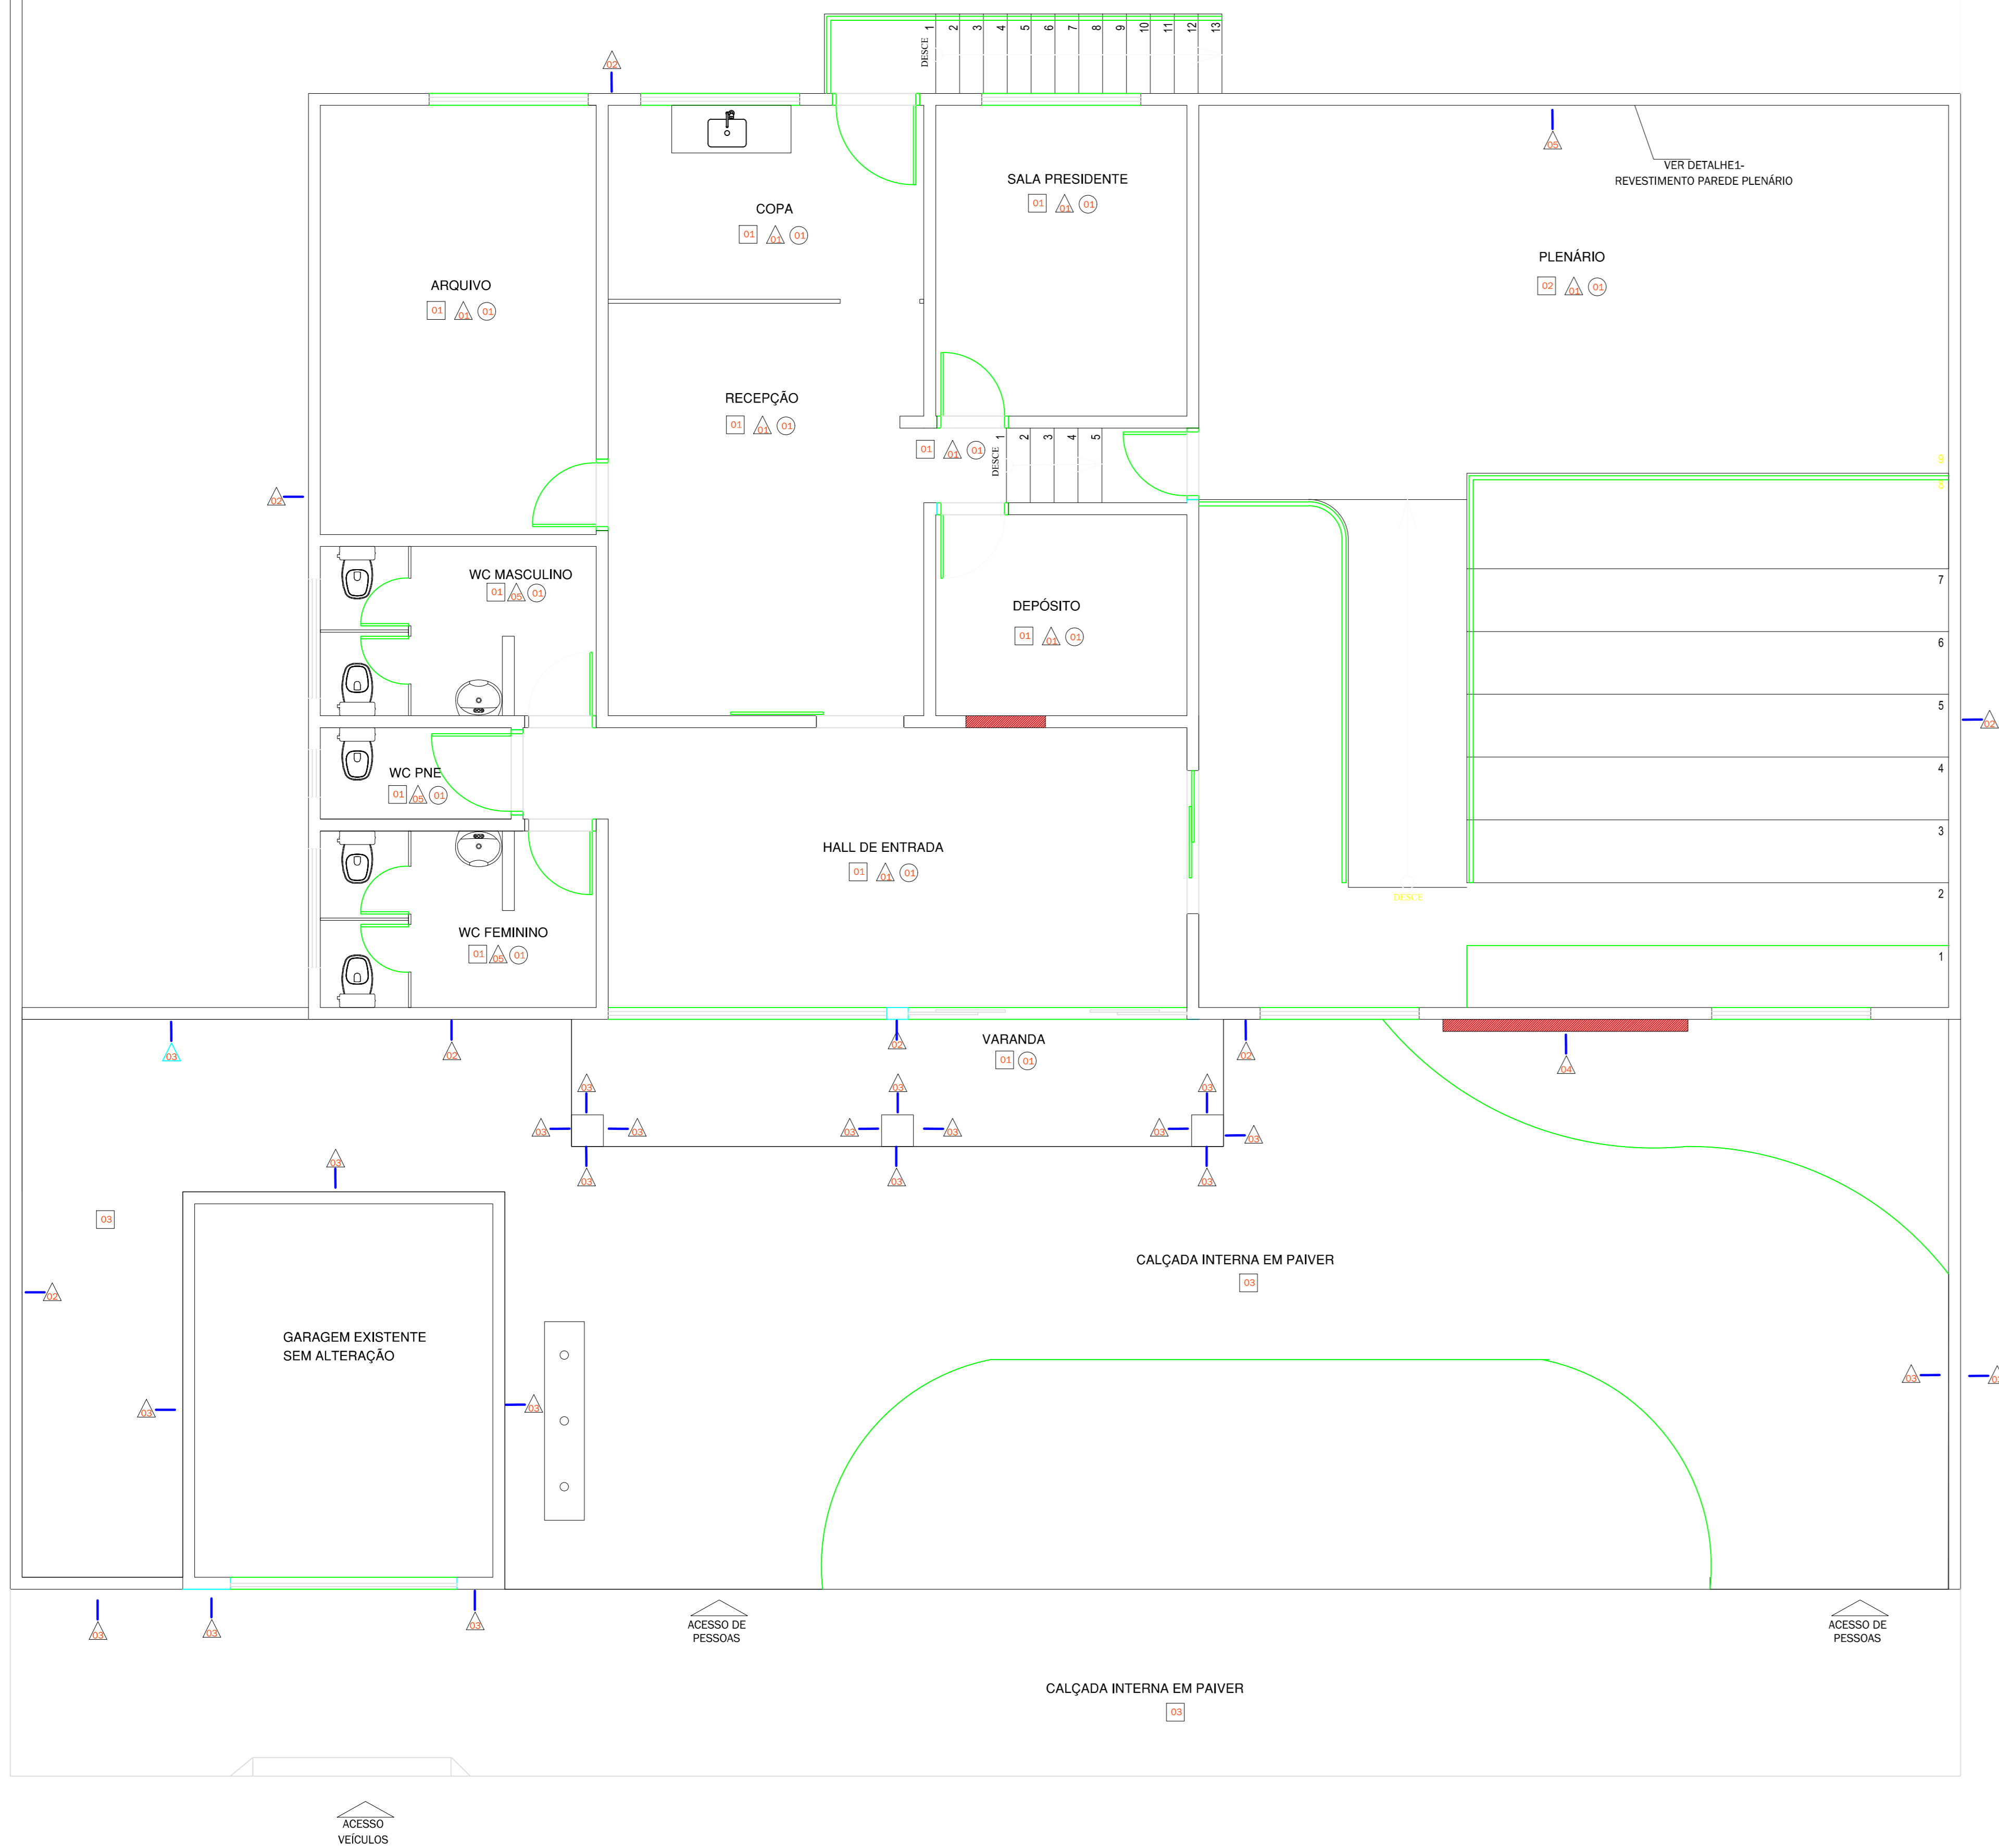 DESCE 1 2 3 4 5 6 7 8 9 10 11 12 13
02
05
VER DETALHE1-
REVESTIMENTO PAREDE PLENÁRIO
SALA PRESIDENTE
01 01 01
COPA
01 01 01
PLENÁRIO
02 01 01
ARQUIVO
01 01 01
RECEPÇÃO
01 01 01
01 01 01
DESCE 1 2 3 4 5
9
8
02
WC MASCULINO
01 05 01
7
DEPÓSITO
01 01 01
6
5
02
WC PNE
01 05 01
4
3
HALL DE ENTRADA
01 01 01
2
DESCE
WC FEMININO
01 05 01
1
03
02
02
VARANDA
01 01
02
04
03
03
03
03 03
03 03
03 03
03
03
03
03
03
02
CALÇADA INTERNA EM PAIVER
03
GARAGEM EXISTENTE
SEM ALTERAÇÃO
03
03
03
03
03
03
ACESSO DE
PESSOAS
ACESSO DE
PESSOAS
CALÇADA INTERNA EM PAIVER
03
ACESSO
VEÍCULOS